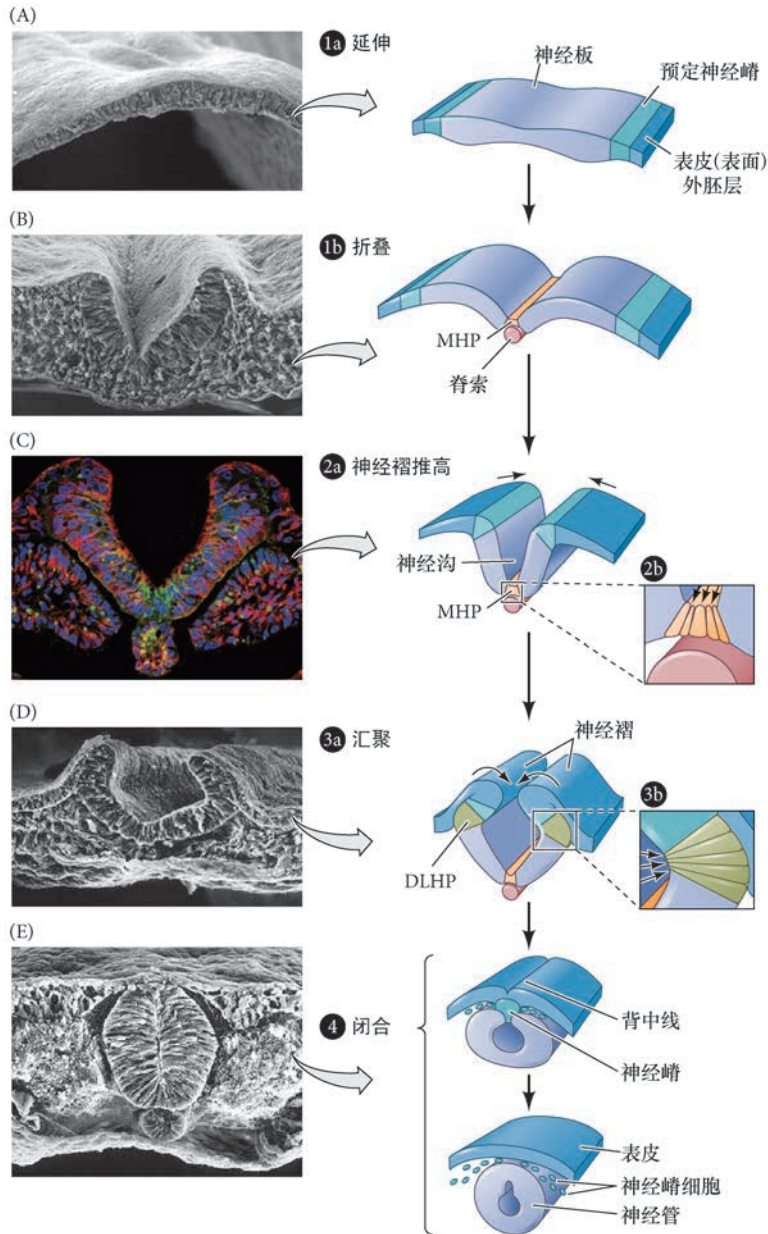 (A)
1a 延伸
神经板
预定神经嵴
表皮(表面)
外胚层
(B)
1b 折叠
MHP
脊索
(C)
2a 神经褶推高
神经沟
MHP
2b
(D)
3a 汇聚
神经褶
3b
DLHP
(E)
4 闭合
背中线
神经嵴
表皮
神经嵴细胞
神经管